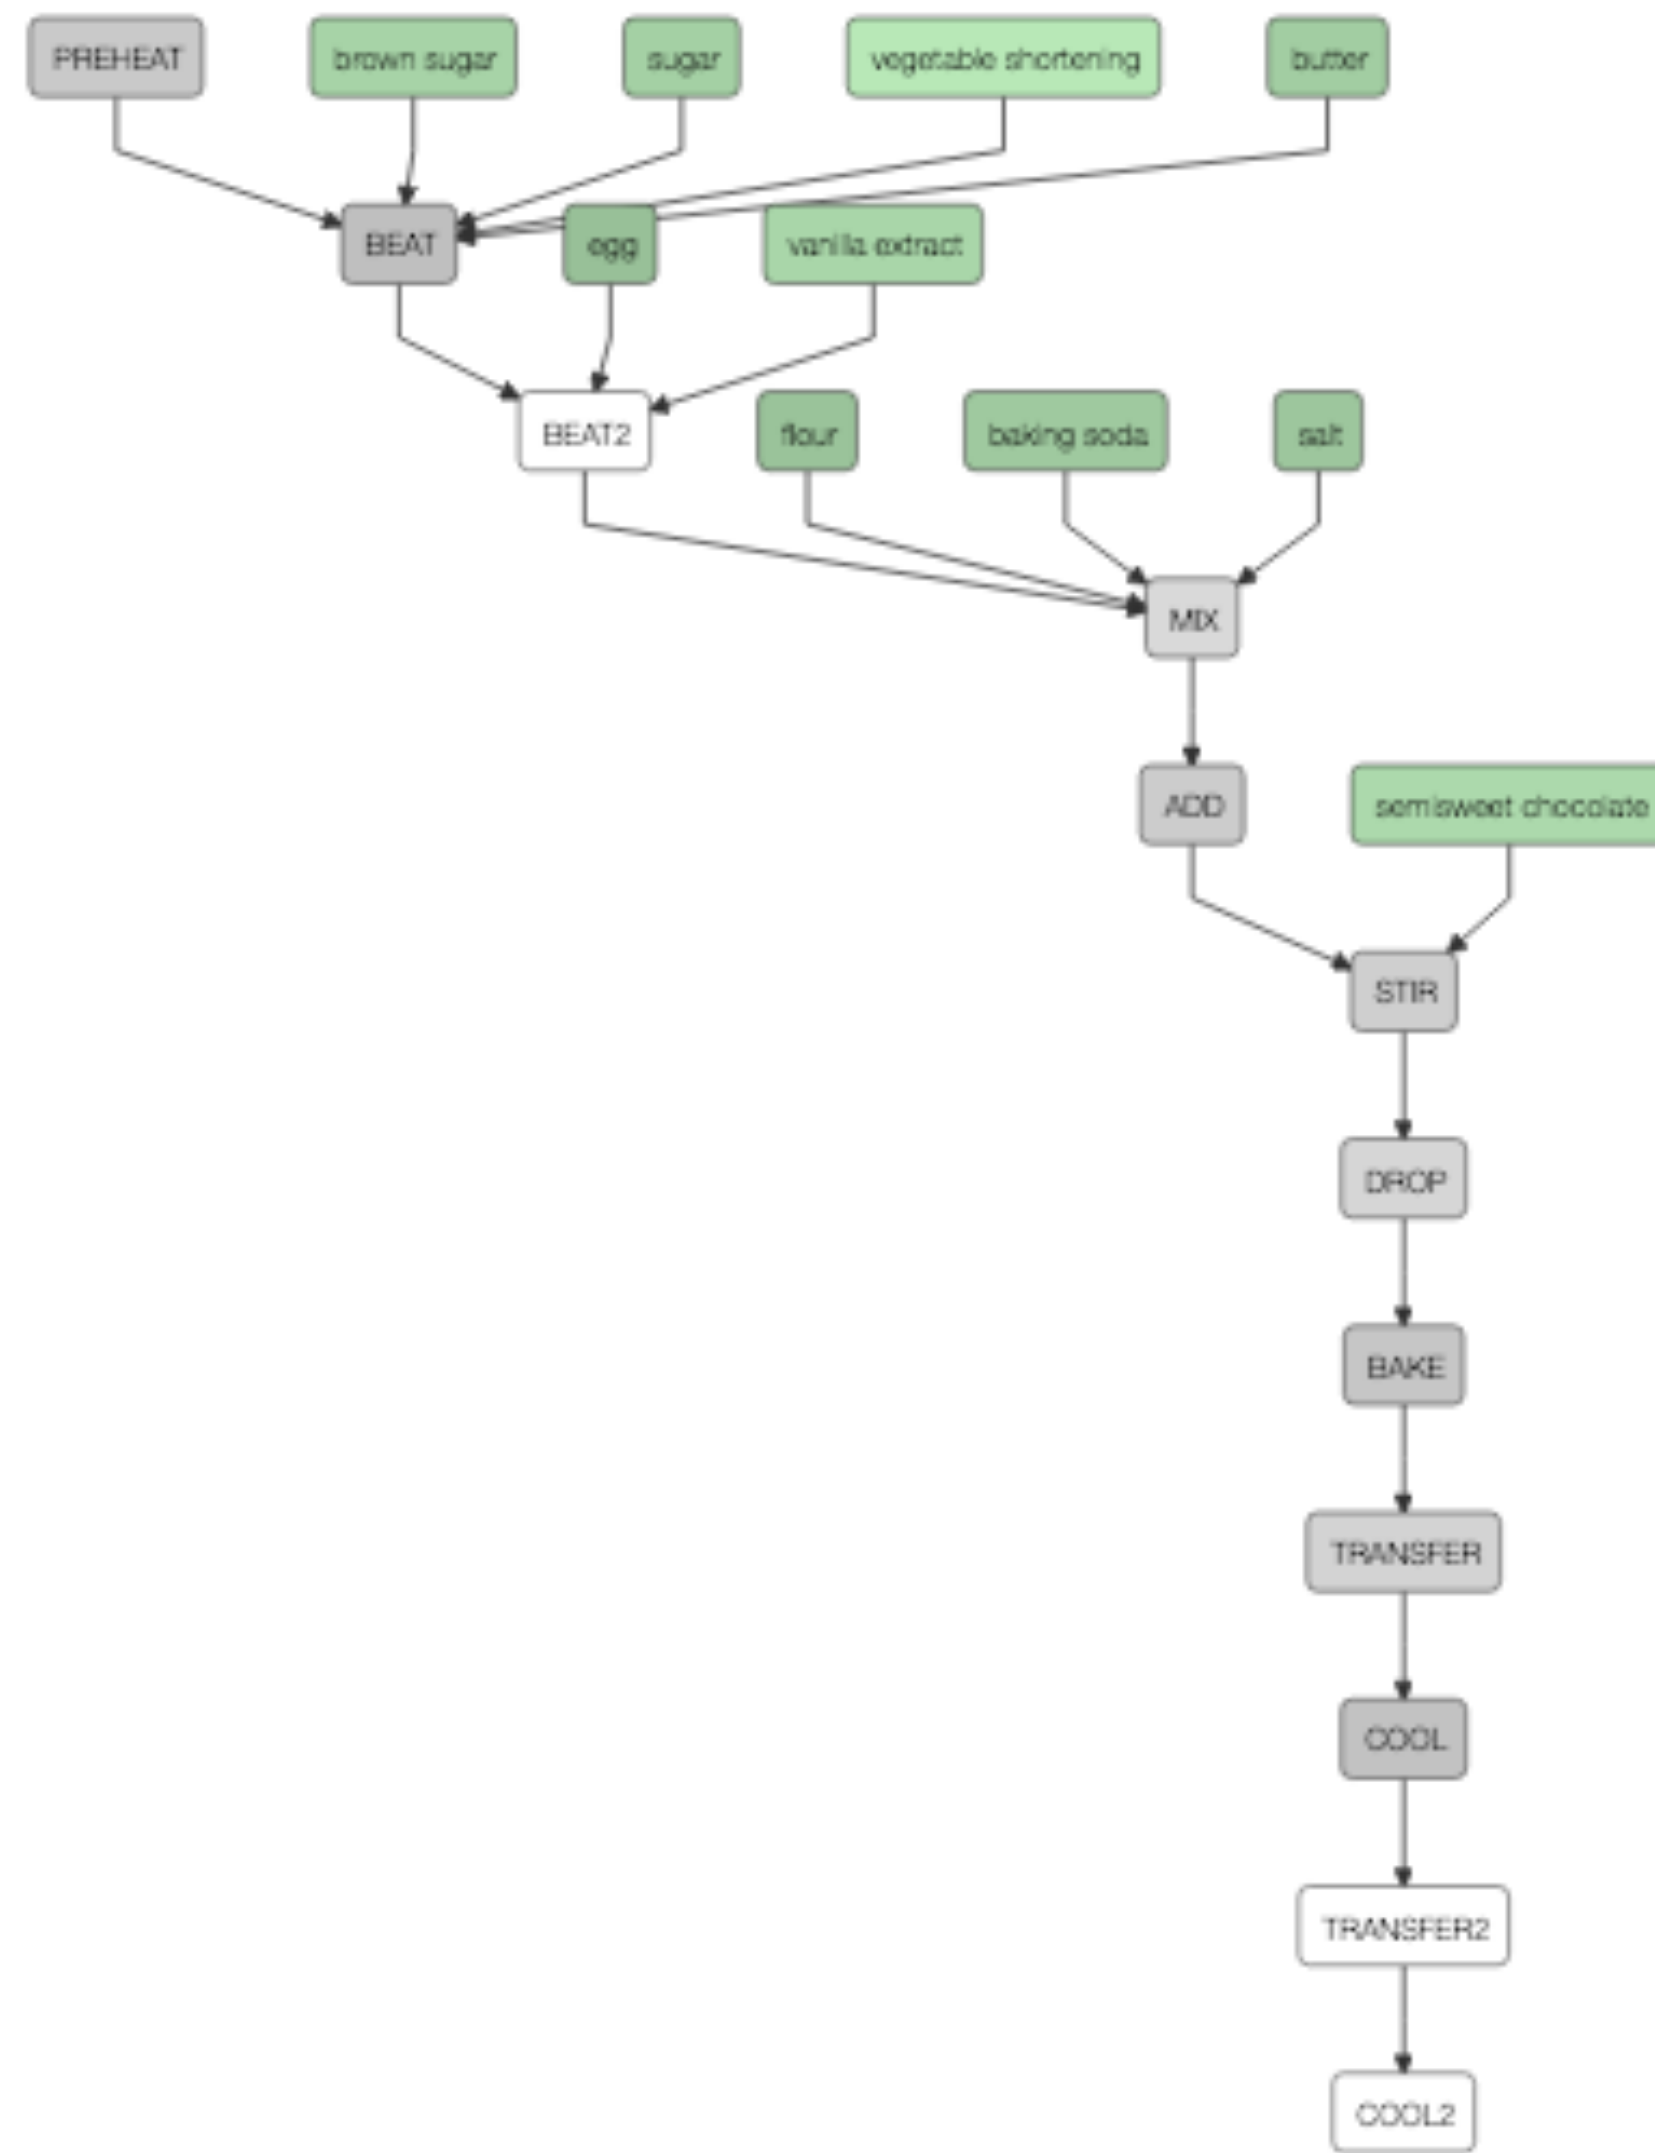 PREHEAT brown sugar sugar vegetable shortening butter
BEAT egg vanilla extract
BEAT2 flour baking soda salt
MIX
ADD semisweet chocolate
STIR
DROP
BAKE
TRANSFER
COOL
TRANSFER2
COOL2